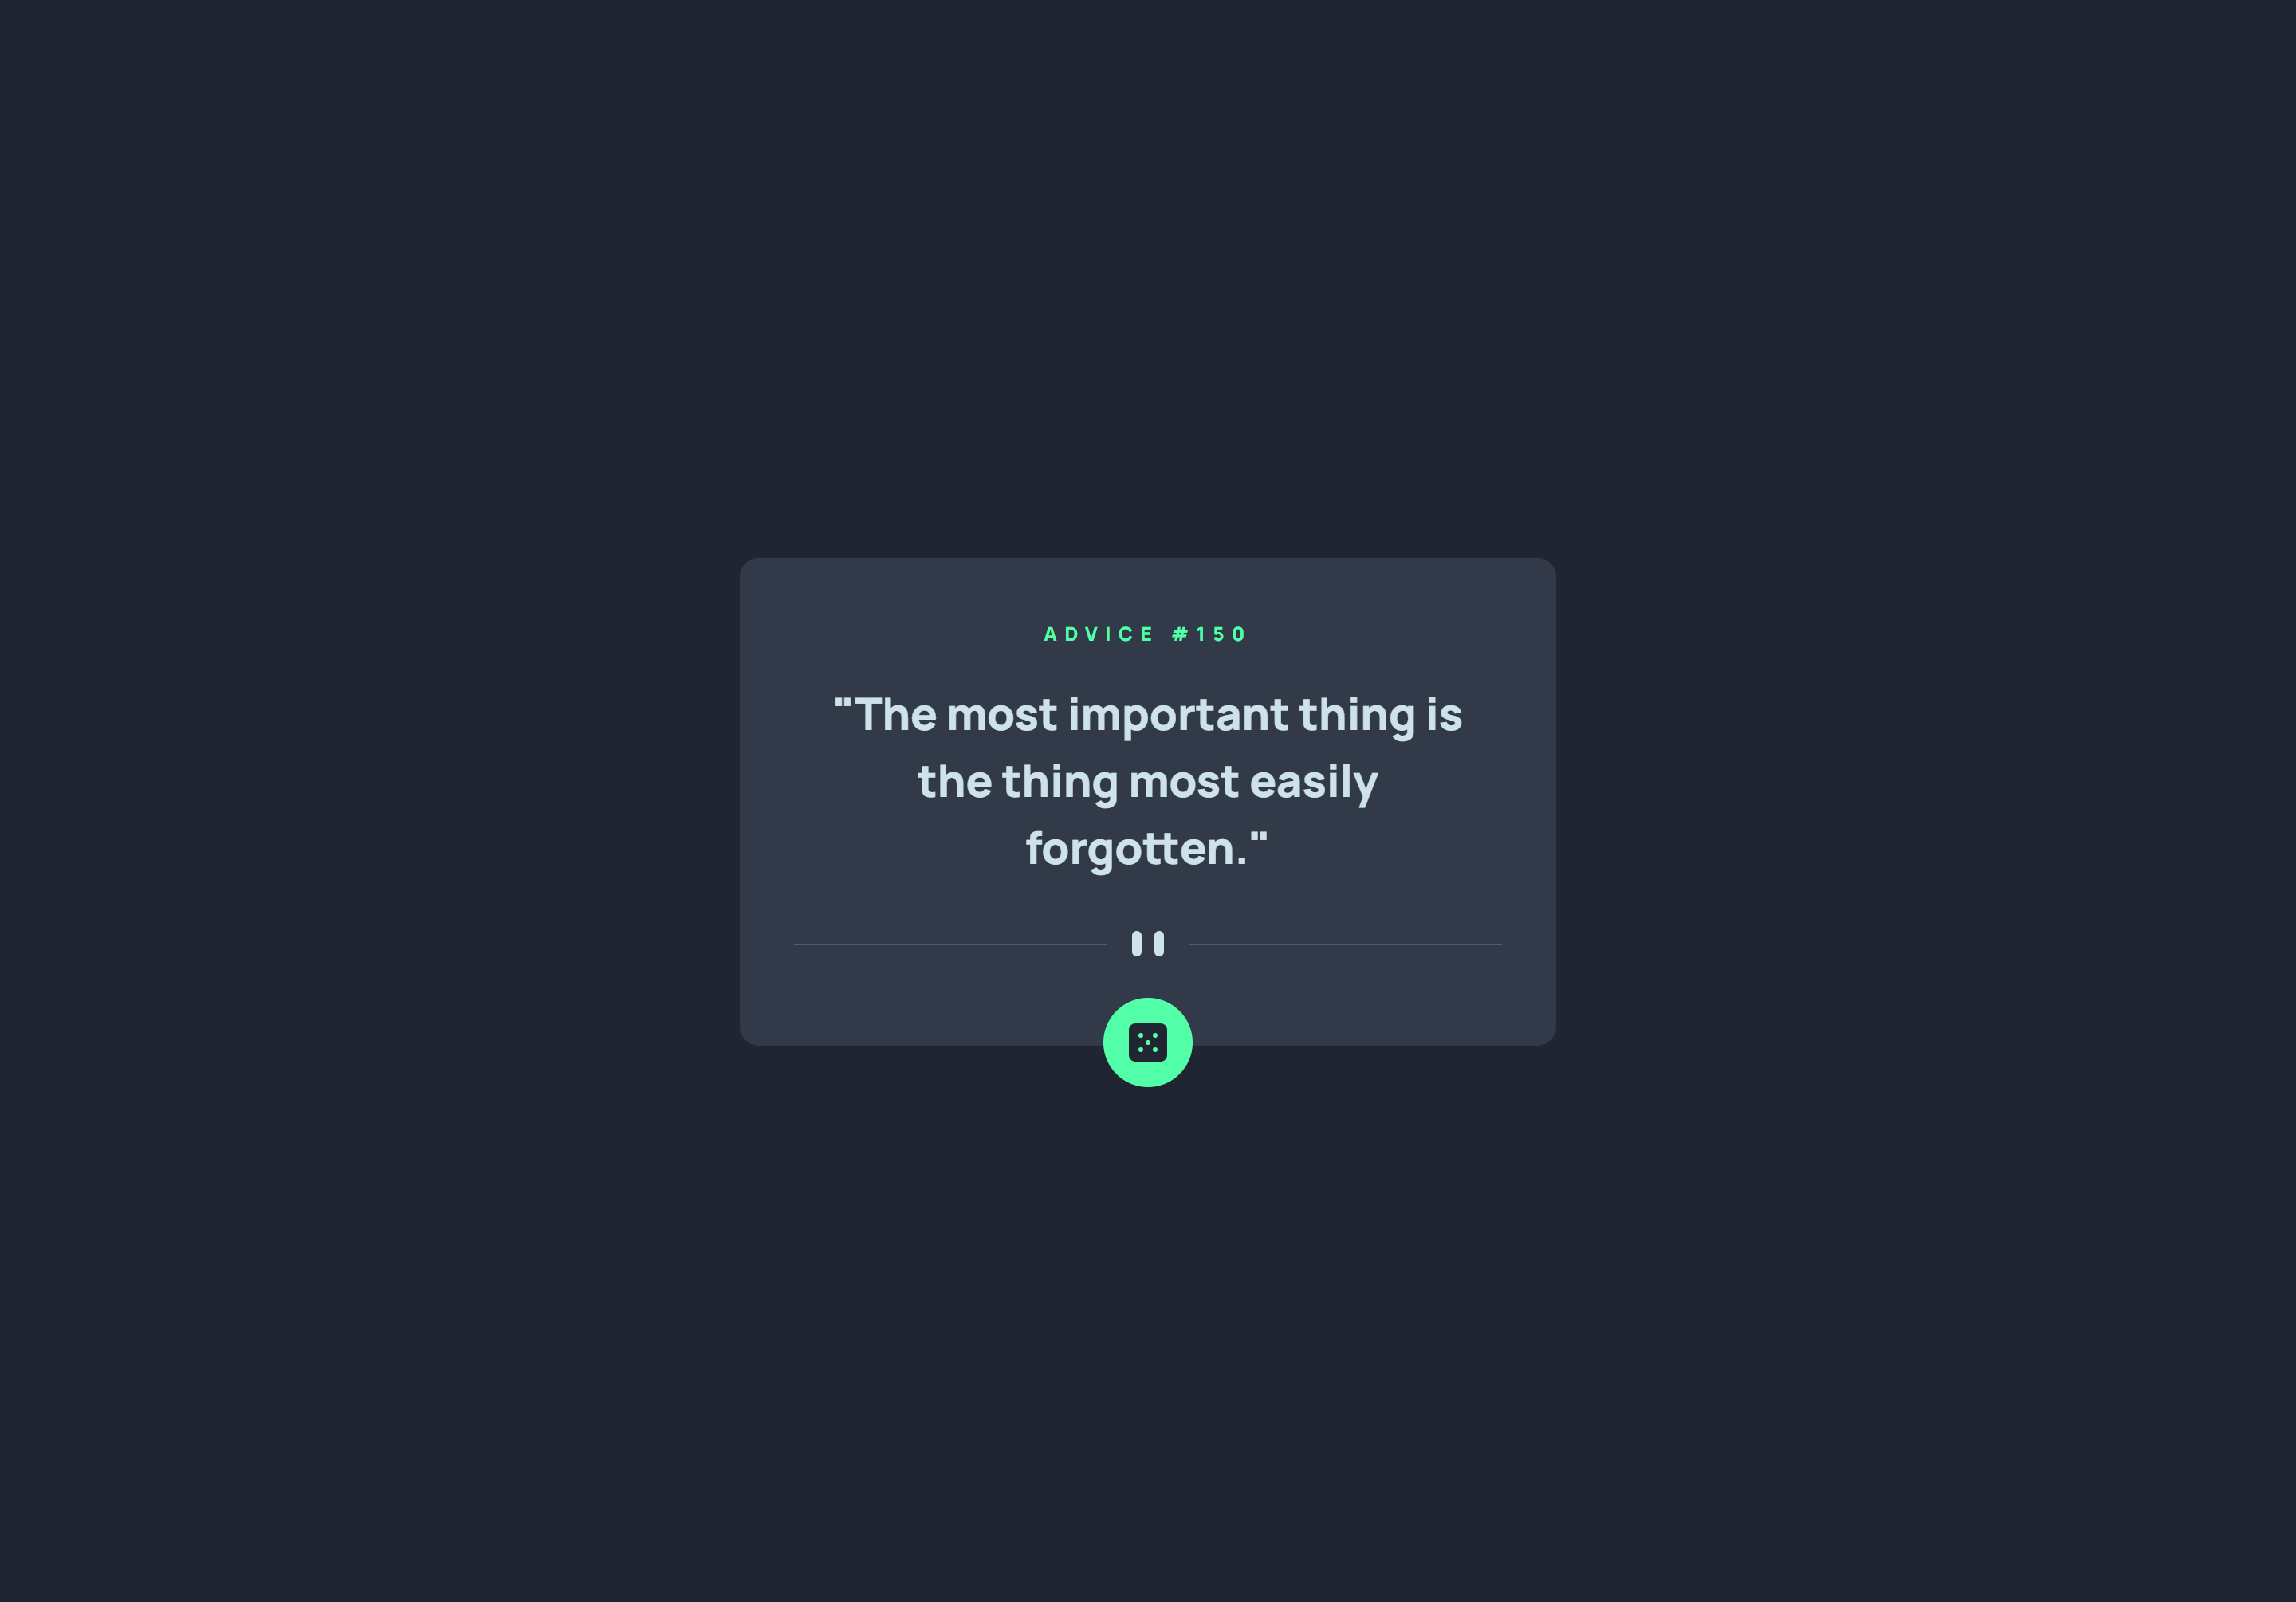 ADVICE #150
"The most important thing is
the thing most easily
forgotten."